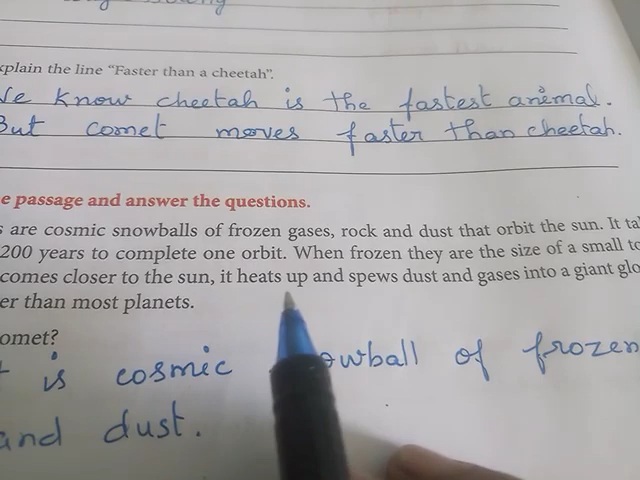 xplain the line "Faster than a cheetah".
We know cheetah is the fastest animal.
But comet moves faster than cheetah.
e passage and answer the questions.
s are cosmic snowballs of frozen gases, rock and dust that orbit the sun. It ta
200 years to complete one orbit. When frozen they are the size of a small to
comes closer to the sun, it heats up and spews dust and gases into a giant glo
er than most planets.
omet?
t is cosmic owball of frozen
and dust.